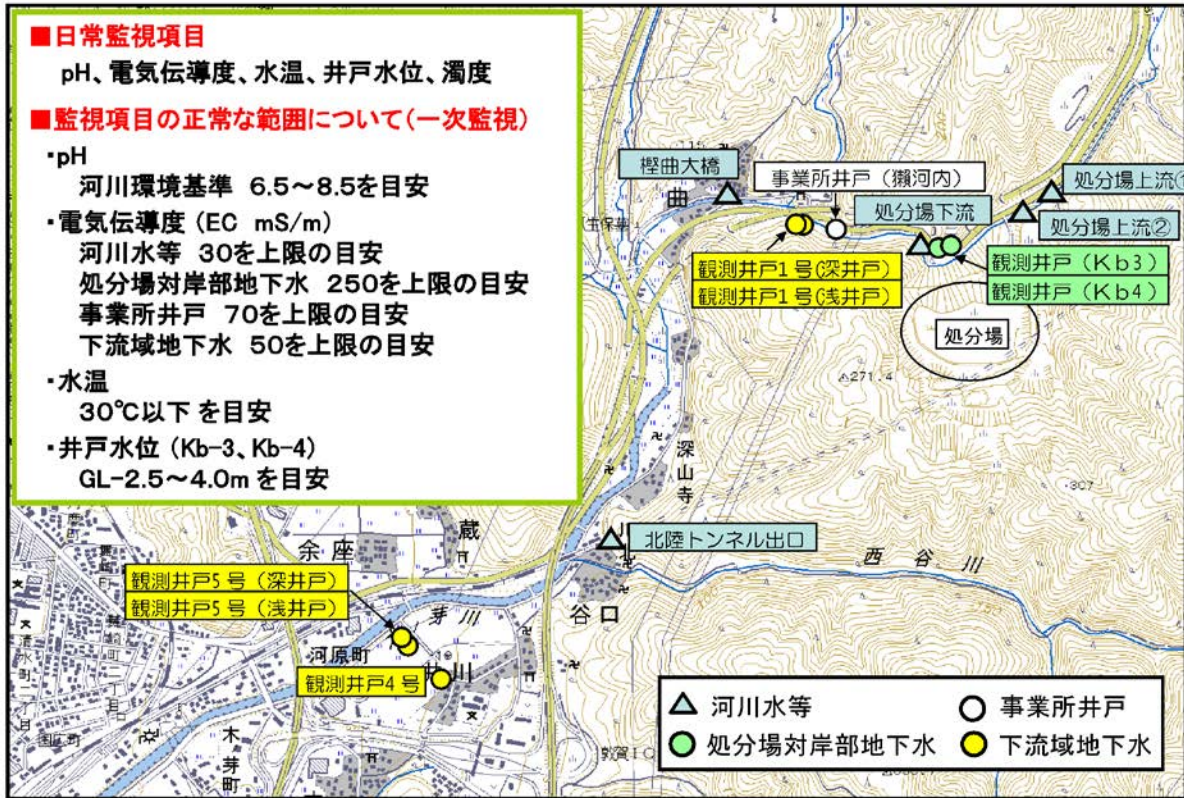 ■日常監視項目
pH、電気伝導度、水温、井戸水位、濁度
■監視項目の正常な範囲について(一次監視)
・pH
河川環境基準 6.5～8.5を目安
・電気伝導度 (EC mS/m)
河川水等 30を上限の目安
処分場対岸部地下水 250を上限の目安
事業所井戸 70を上限の目安
下流域地下水 50を上限の目安
・水温
30℃以下 を目安
・井戸水位 (Kb-3、Kb-4)
GL-2.5～4.0m を目安
樫曲大橋
事業所井戸（獺河内）
処分場下流
処分場上流①
処分場上流②
曲
観測井戸1号(深井戸)
観測井戸1号(浅井戸)
観測井戸（Kb3）
観測井戸（Kb4）
処分場
271.4
深山寺
307
北陸トンネル出口
西谷川
余座
蔵
谷口
観測井戸5号（深井戸）
観測井戸5号（浅井戸）
芽川
河原町
井川
観測井戸4号
木ノ芽町
敦賀IC
河川水等
事業所井戸
処分場対岸部地下水
下流域地下水